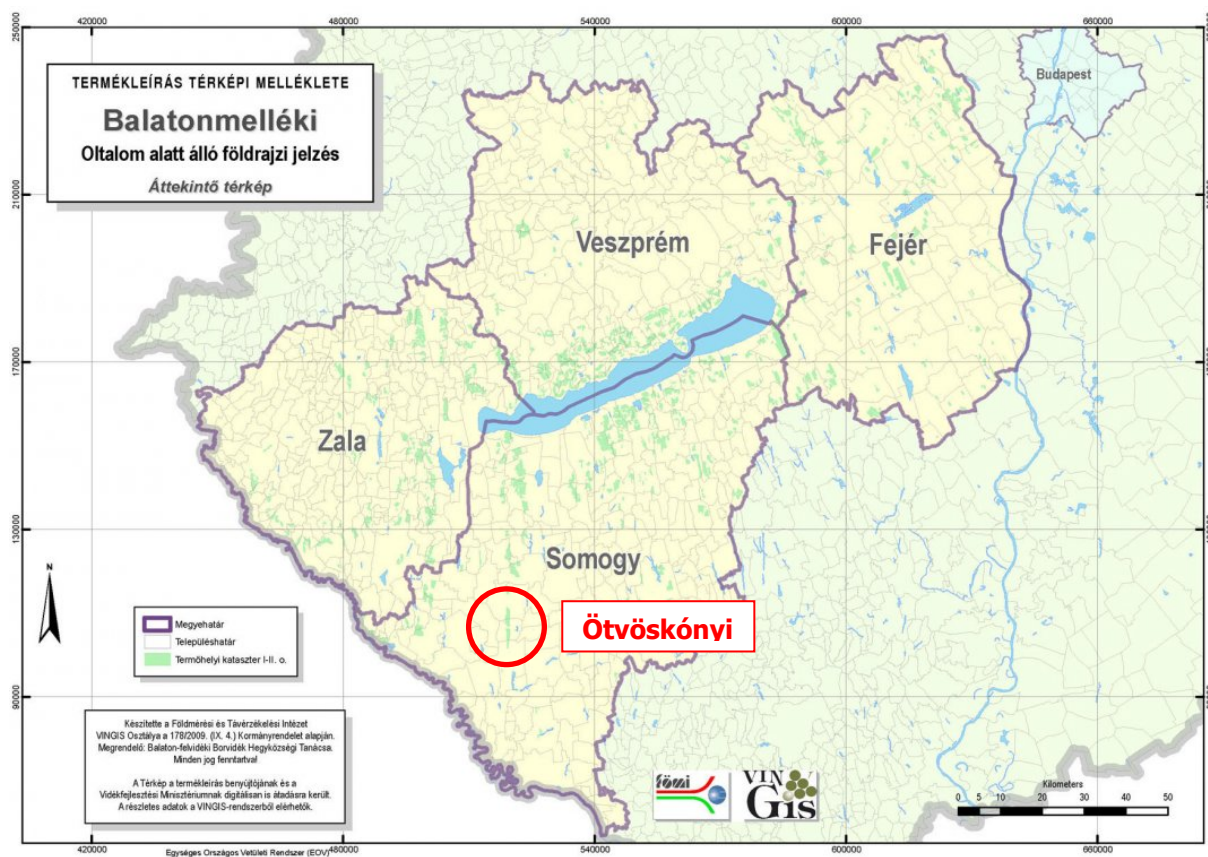 420000 480000 540000 600000 660000
250000
TERMÉKLEÍRÁS TÉRKÉPI MELLÉKLETE
Balatonmelléki
Oltalom alatt álló földrajzi jelzés
Áttekintő térkép
Budapest
210000
Veszprém
Fejér
170000
Zala
130000
Somogy
N
Ötvöskónyi
Megyehatár
Településhatár
Termőhelyi kataszter I-II. o.
90000
Készítette a Földmérési és Távérzékelési Intézet
VINGIS Osztálya a 178/2009. (IX. 4.) Kormányrendelet alapján.
Megrendelő: Balaton-felvidéki Borvidék Hegyközségi Tanácsa.
Minden jog fenntartva!
A Térkép a termékleírás benyújtójának és a
Vidékfejlesztési Minisztériumnak digitálisan is átadásra került.
A részletes adatok a VINGIS-rendszerből elérhetők.
fömi
VIN
Gis
Kilometers
0 5 10 20 30 40 50
420000 480000 540000 600000 660000
Egységes Országos Vetületi Rendszer (EOV)